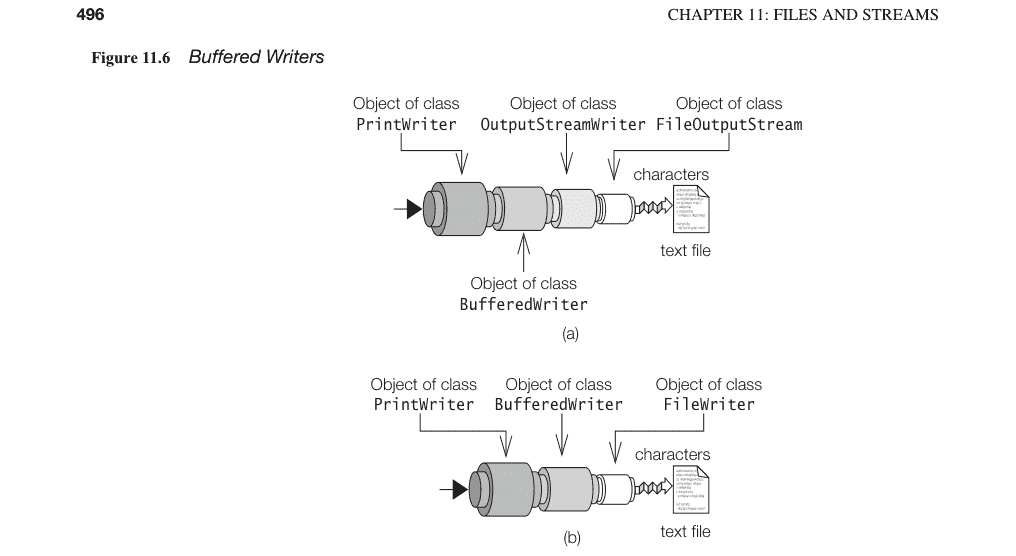 496
CHAPTER 11: FILES AND STREAMS
Figure 11.6 Buffered Writers
Object of class Object of class Object of class
PrintWriter OutputStreamWriter FileOutputStream
characters
text file
Object of class
BufferedWriter
(a)
Object of class Object of class Object of class
PrintWriter BufferedWriter FileWriter
characters
text file
(b)